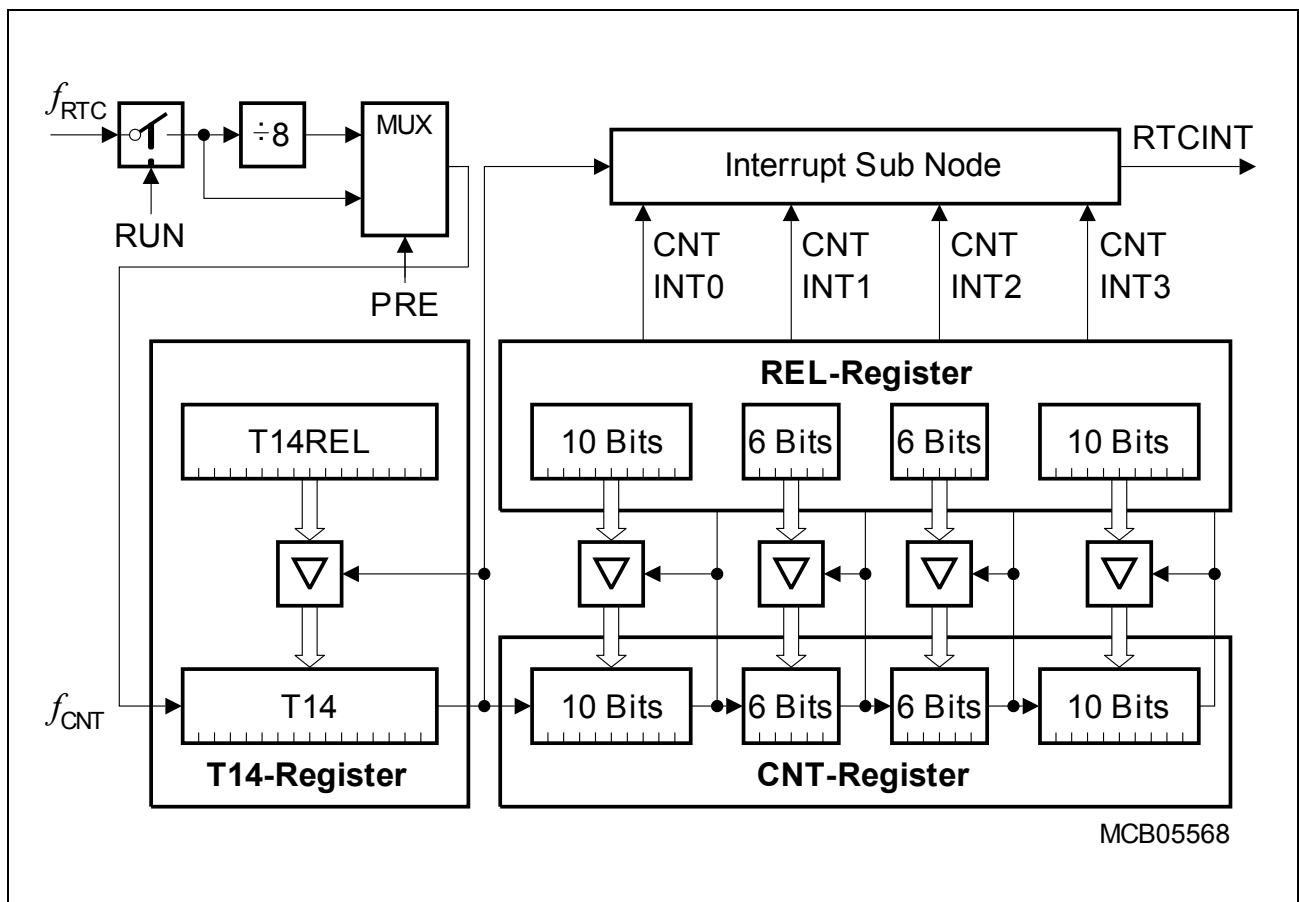 fRTC
÷8
MUX
RUN
PRE
Interrupt Sub Node
RTCINT
CNT
INT0
CNT
INT1
CNT
INT2
CNT
INT3
REL-Register
T14REL
10 Bits
6 Bits
6 Bits
10 Bits
fCNT
T14
10 Bits
6 Bits
6 Bits
10 Bits
T14-Register
CNT-Register
MCB05568